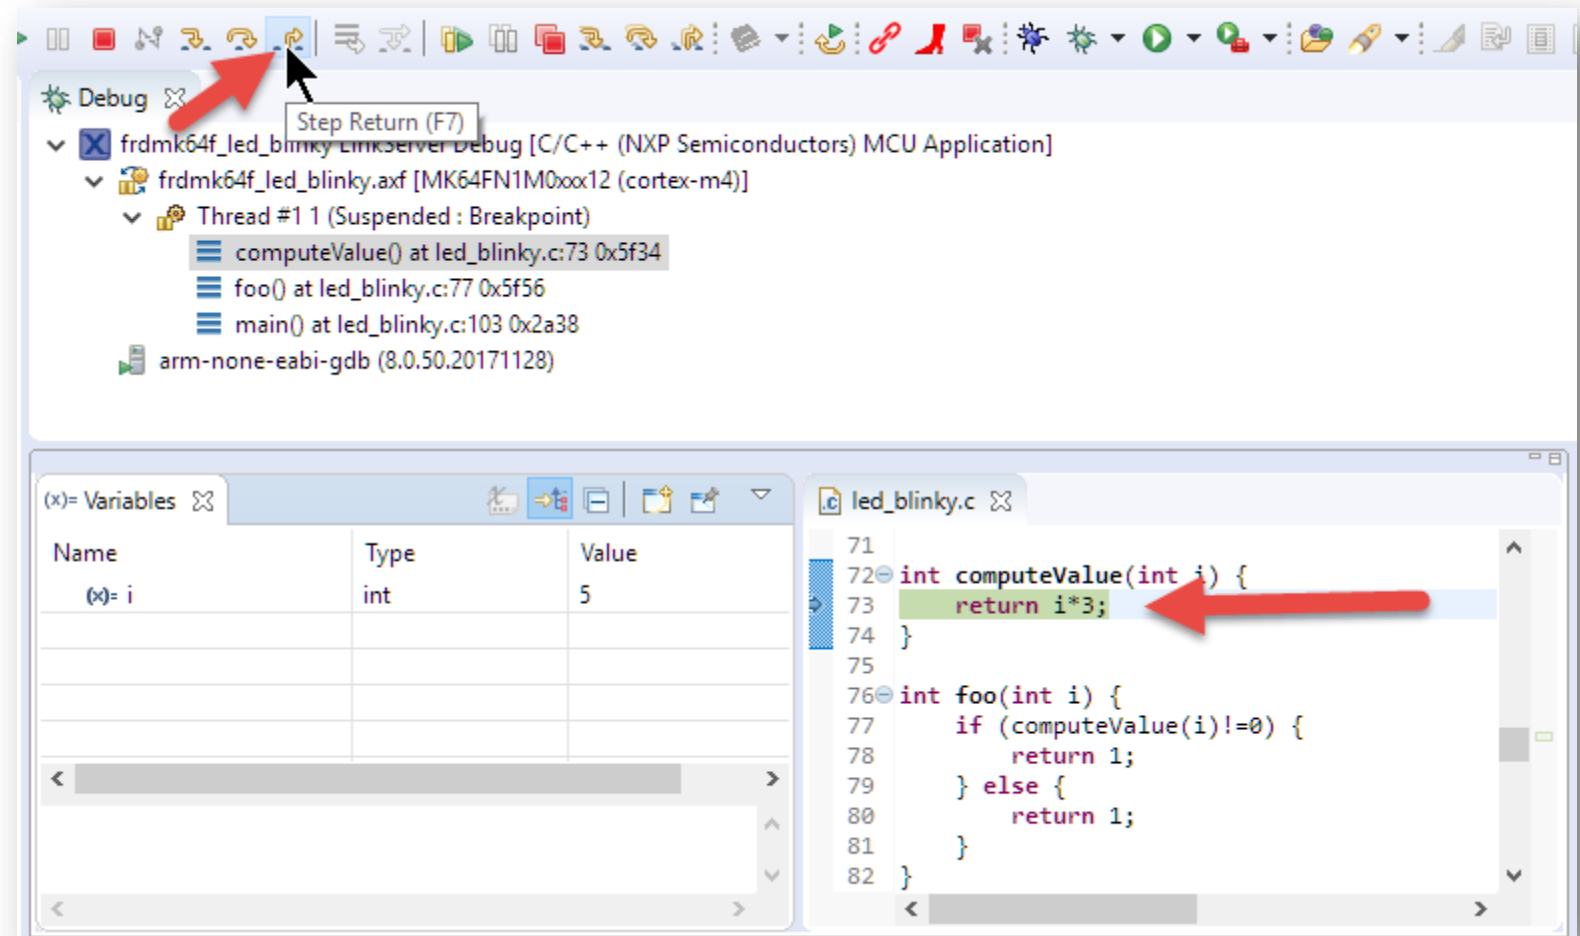 Debug
Step Return (F7)
frdmk64f_led_blinky LinkServer Debug [C/C++ (NXP Semiconductors) MCU Application]
frdmk64f_led_blinky.axf [MK64FN1M0xxx12 (cortex-m4)]
Thread #1 1 (Suspended : Breakpoint)
computeValue() at led_blinky.c:73 0x5f34
foo() at led_blinky.c:77 0x5f56
main() at led_blinky.c:103 0x2a38
arm-none-eabi-gdb (8.0.50.20171128)
(x)= Variables
Name Type Value
(x)= i int 5
.c led_blinky.c
71
72 int computeValue(int i) {
73 return i*3;
74 }
75
76 int foo(int i) {
77 if (computeValue(i)!=0) {
78 return 1;
79 } else {
80 return 1;
81 }
82 }